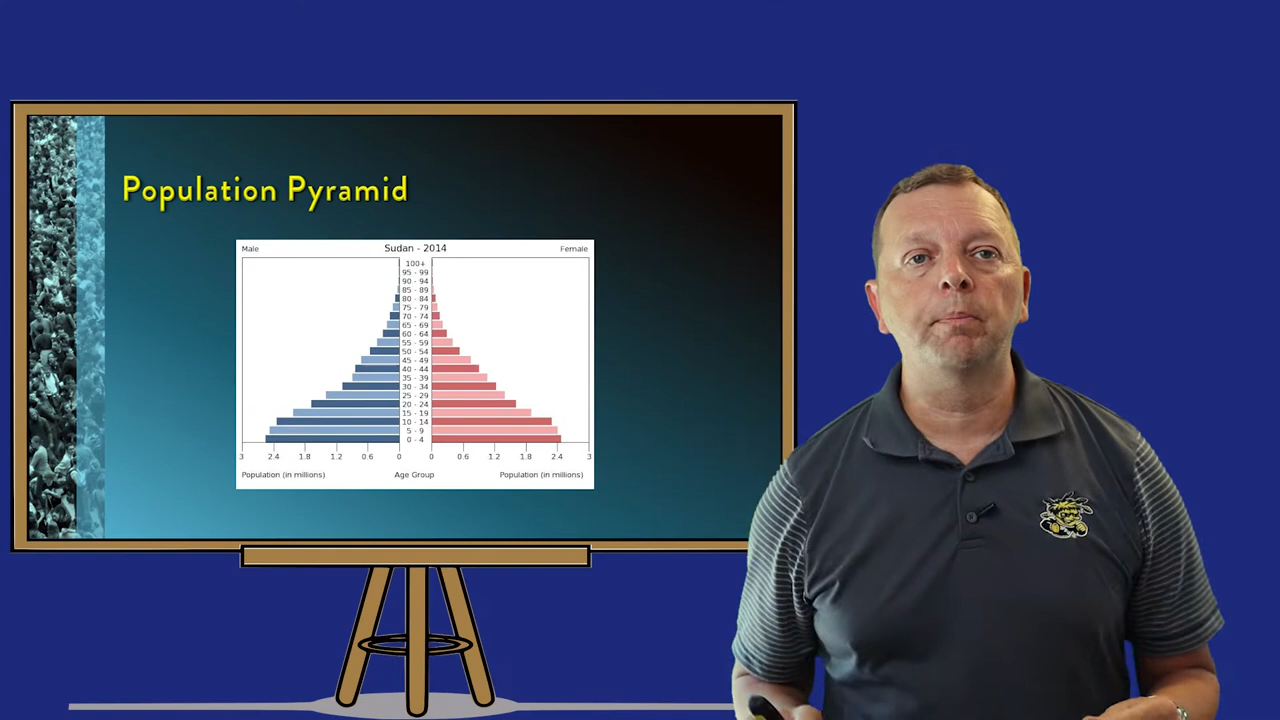 Population Pyramid
Male Sudan - 2014 Female
100+
95 - 99
90 - 94
85 - 89
80 - 84
75 - 79
70 - 74
65 - 69
60 - 64
55 - 59
50 - 54
45 - 49
40 - 44
35 - 39
30 - 34
25 - 29
20 - 24
15 - 19
10 - 14
5 - 9
0 - 4
3 2.4 1.8 1.2 0.6 0 0 0.6 1.2 1.8 2.4 3
Population (in millions) Age Group Population (in millions)